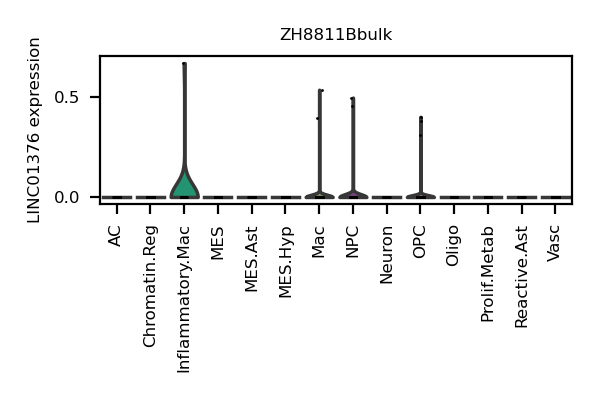 ZH8811Bbulk
LINC01376 expression
0.5
0.0
AC
Chromatin.Reg
Inflammatory.Mac
MES
MES.Ast
MES.Hyp
Mac
NPC
Neuron
OPC
Oligo
Prolif.Metab
Reactive.Ast
Vasc